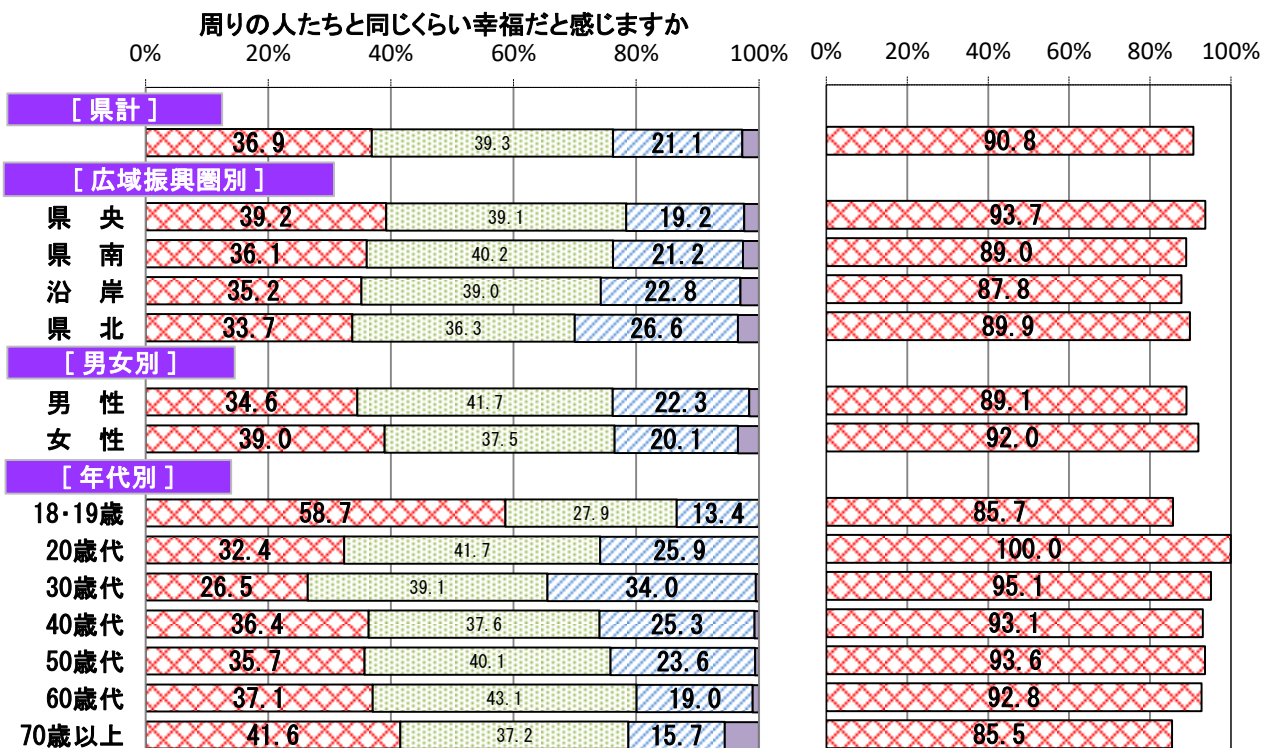 周りの人たちと同じくらい幸福だと感じますか
0% 20% 40% 60% 80% 100% 0% 20% 40% 60% 80% 100%
[ 県計 ]
36.9 39.3 21.1 90.8
[ 広域振興圏別 ]
県 央 39.2 39.1 19.2 93.7
県 南 36.1 40.2 21.2 89.0
沿 岸 35.2 39.0 22.8 87.8
県 北 33.7 36.3 26.6 89.9
[ 男女別 ]
男 性 34.6 41.7 22.3 89.1
女 性 39.0 37.5 20.1 92.0
[ 年代別 ]
18・19歳 58.7 27.9 13.4 85.7
20歳代 32.4 41.7 25.9 100.0
30歳代 26.5 39.1 34.0 95.1
40歳代 36.4 37.6 25.3 93.1
50歳代 35.7 40.1 23.6 93.6
60歳代 37.1 43.1 19.0 92.8
70歳以上 41.6 37.2 15.7 85.5